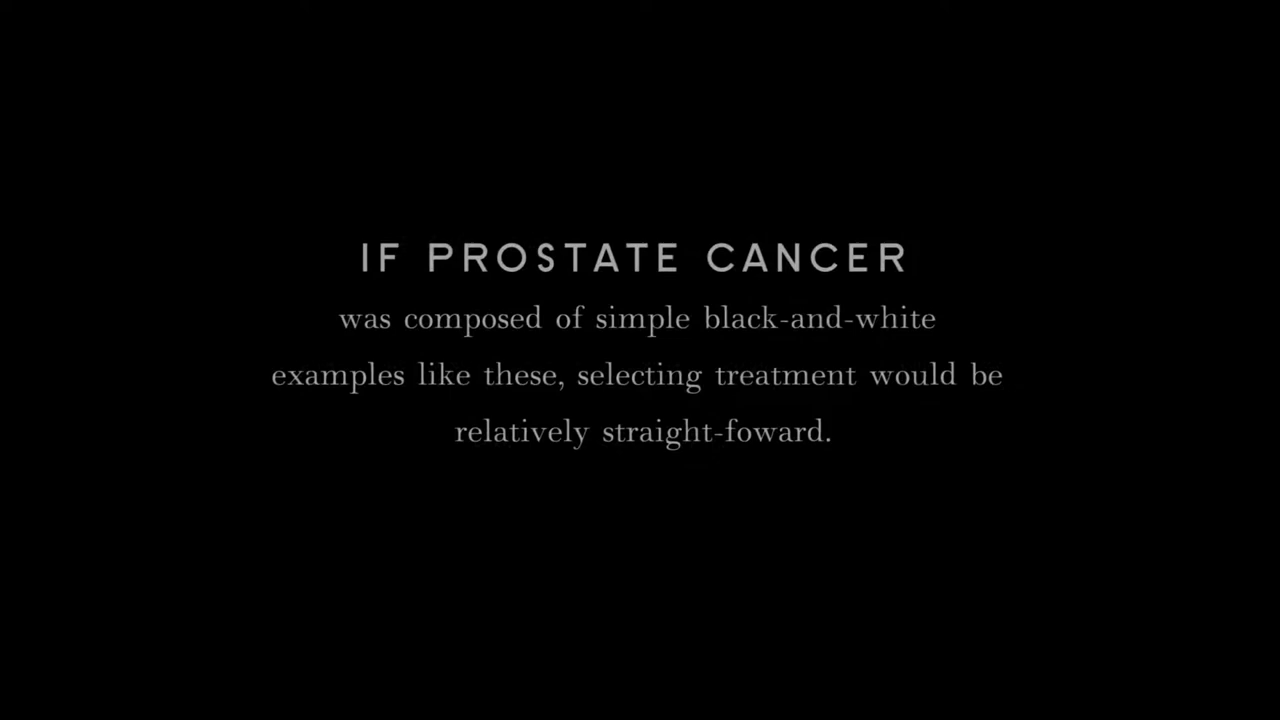 IF PROSTATE CANCER
was composed of simple black-and-white
examples like these, selecting treatment would be
relatively straight-foward.